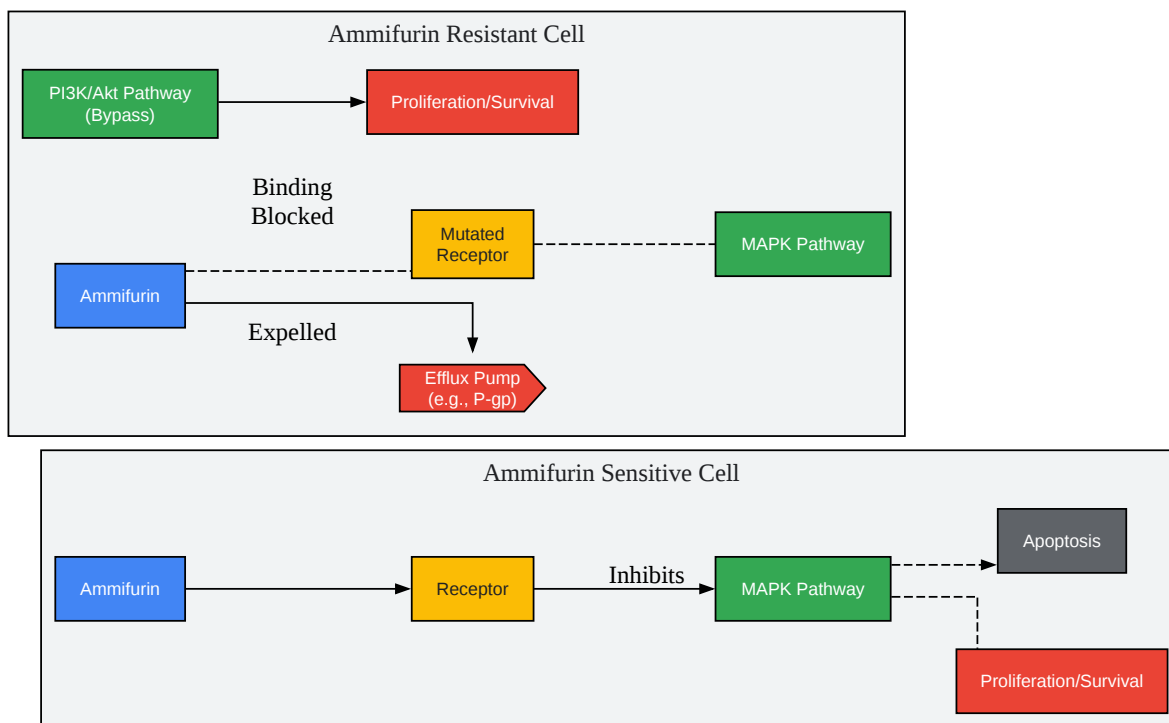 Ammifurin Resistant Cell
PI3K/Akt Pathway
(Bypass)
Proliferation/Survival
Binding
Blocked
Mutated
Receptor
MAPK Pathway
Ammifurin
Expelled
Efflux Pump
(e.g., P-gp)
Ammifurin Sensitive Cell
Apoptosis
Ammifurin
Receptor
Inhibits
MAPK Pathway
Proliferation/Survival